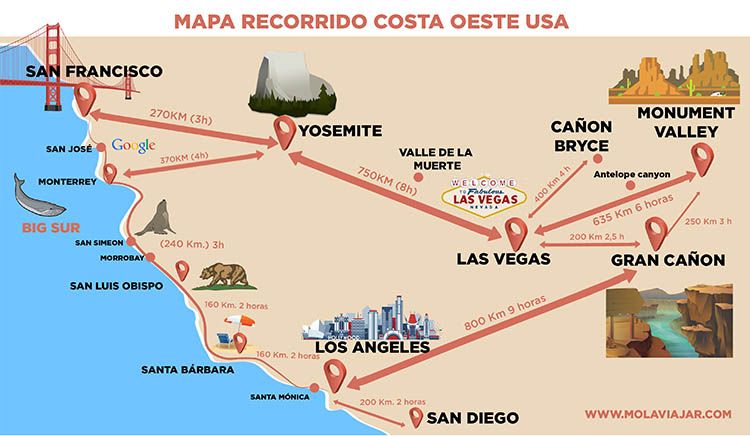 MAPA RECORRIDO COSTA OESTE USA
SAN FRANCISCO
270KM (3h)
YOSEMITE
SAN JOSÉ
Google
370KM (4h)
MONTERREY
BIG SUR
750KM (8h)
VALLE DE LA
MUERTE
WELCOME
TO Fabulous
LAS VEGAS
NEVADA
CAÑON
BRYCE
MONUMENT
VALLEY
Antelope canyon
400 Km 4 h
635 Km 6 horas
250 KM 3 h
200 Km 2,5 h
LAS VEGAS
GRAN CAÑON
SAN SIMEON
(240 Km.) 3h
MORROBAY
SAN LUIS OBISPO
160 Km. 2 horas
800 Km 9 horas
LOS ANGELES
160 Km. 2 horas
SANTA BÁRBARA
SANTA MÓNICA
200 Km. 2 horas
SAN DIEGO
WWW.MOLAVIAJAR.COM